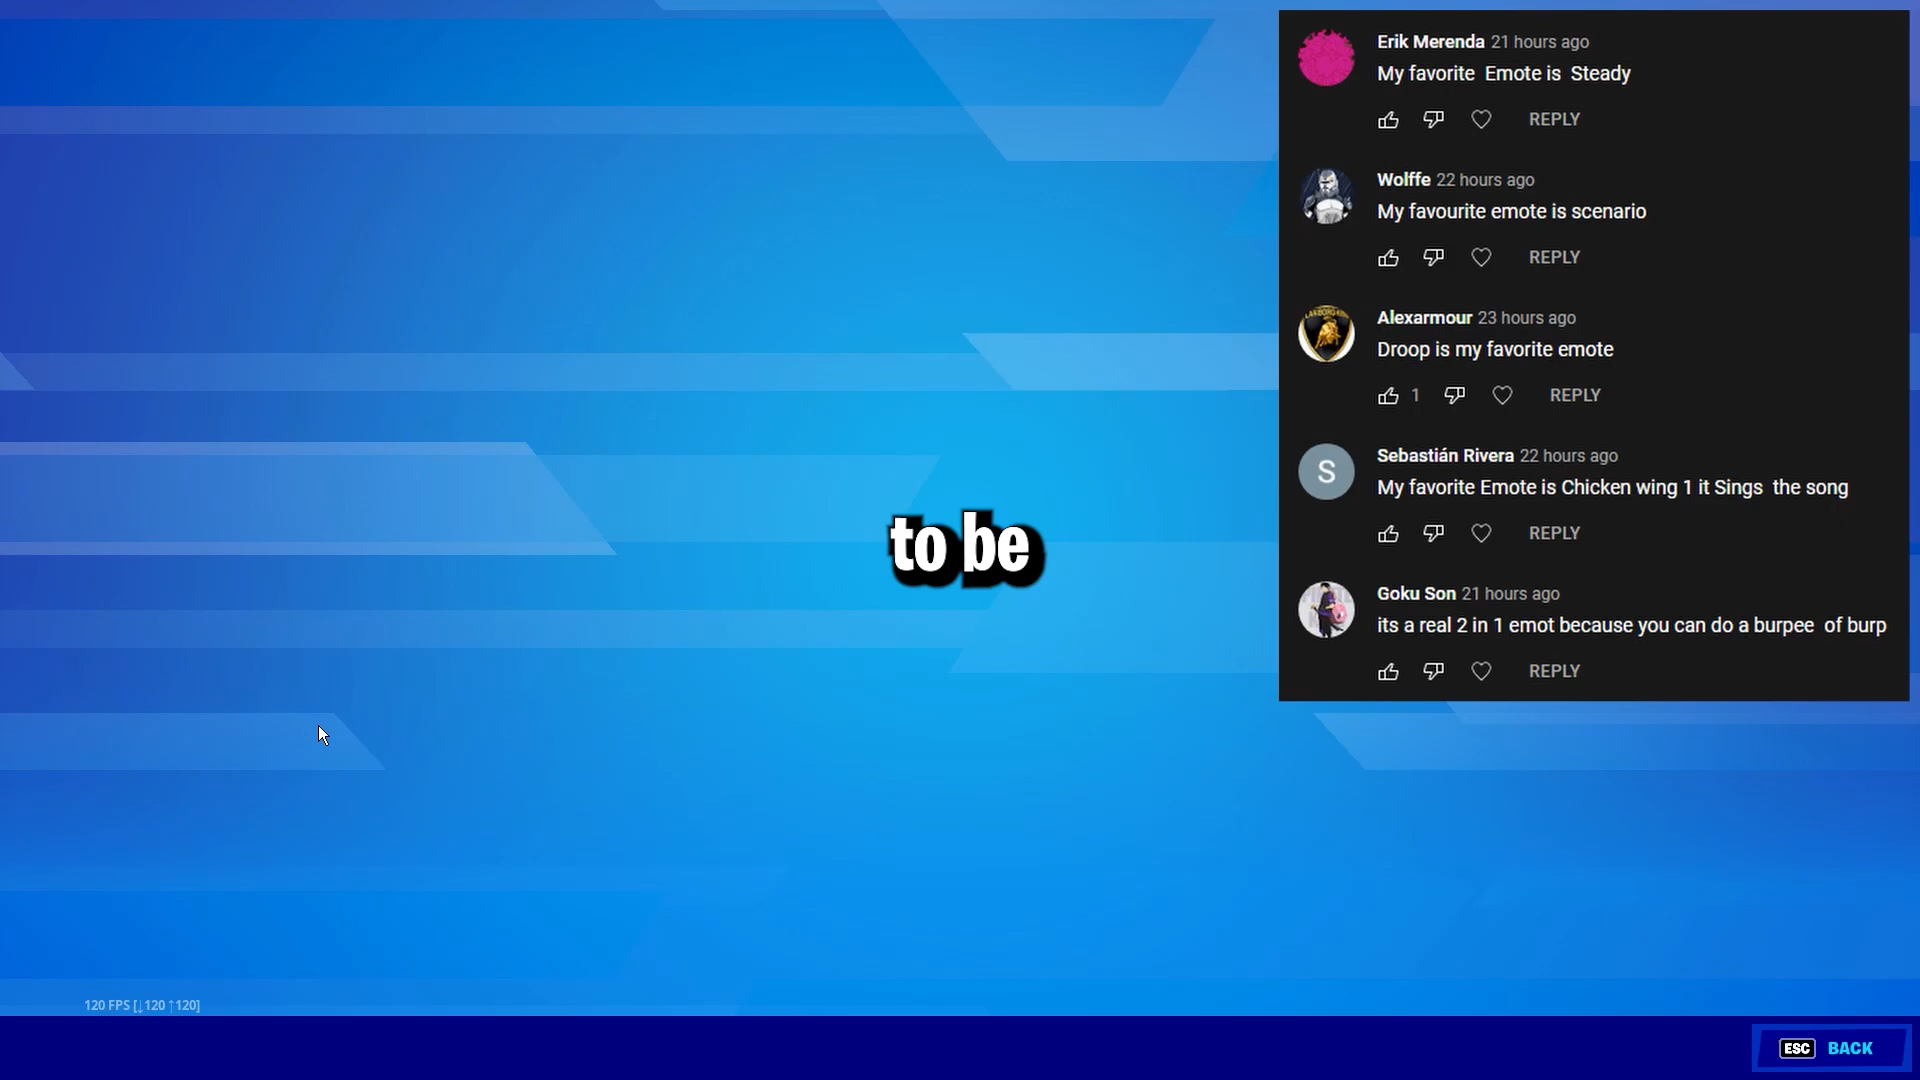 Erik Merenda 21 hours ago
My favorite Emote is Steady
REPLY
Wolffe 22 hours ago
My favourite emote is scenario
REPLY
Alexarmour 23 hours ago
Droop is my favorite emote
1 REPLY
S
Sebastián Rivera 22 hours ago
My favorite Emote is Chicken wing 1 it Sings the song
REPLY
to be
Goku Son 21 hours ago
its a real 2 in 1 emot because you can do a burpee of burp
REPLY
120 FPS [↓120 ↑120]
ESC BACK